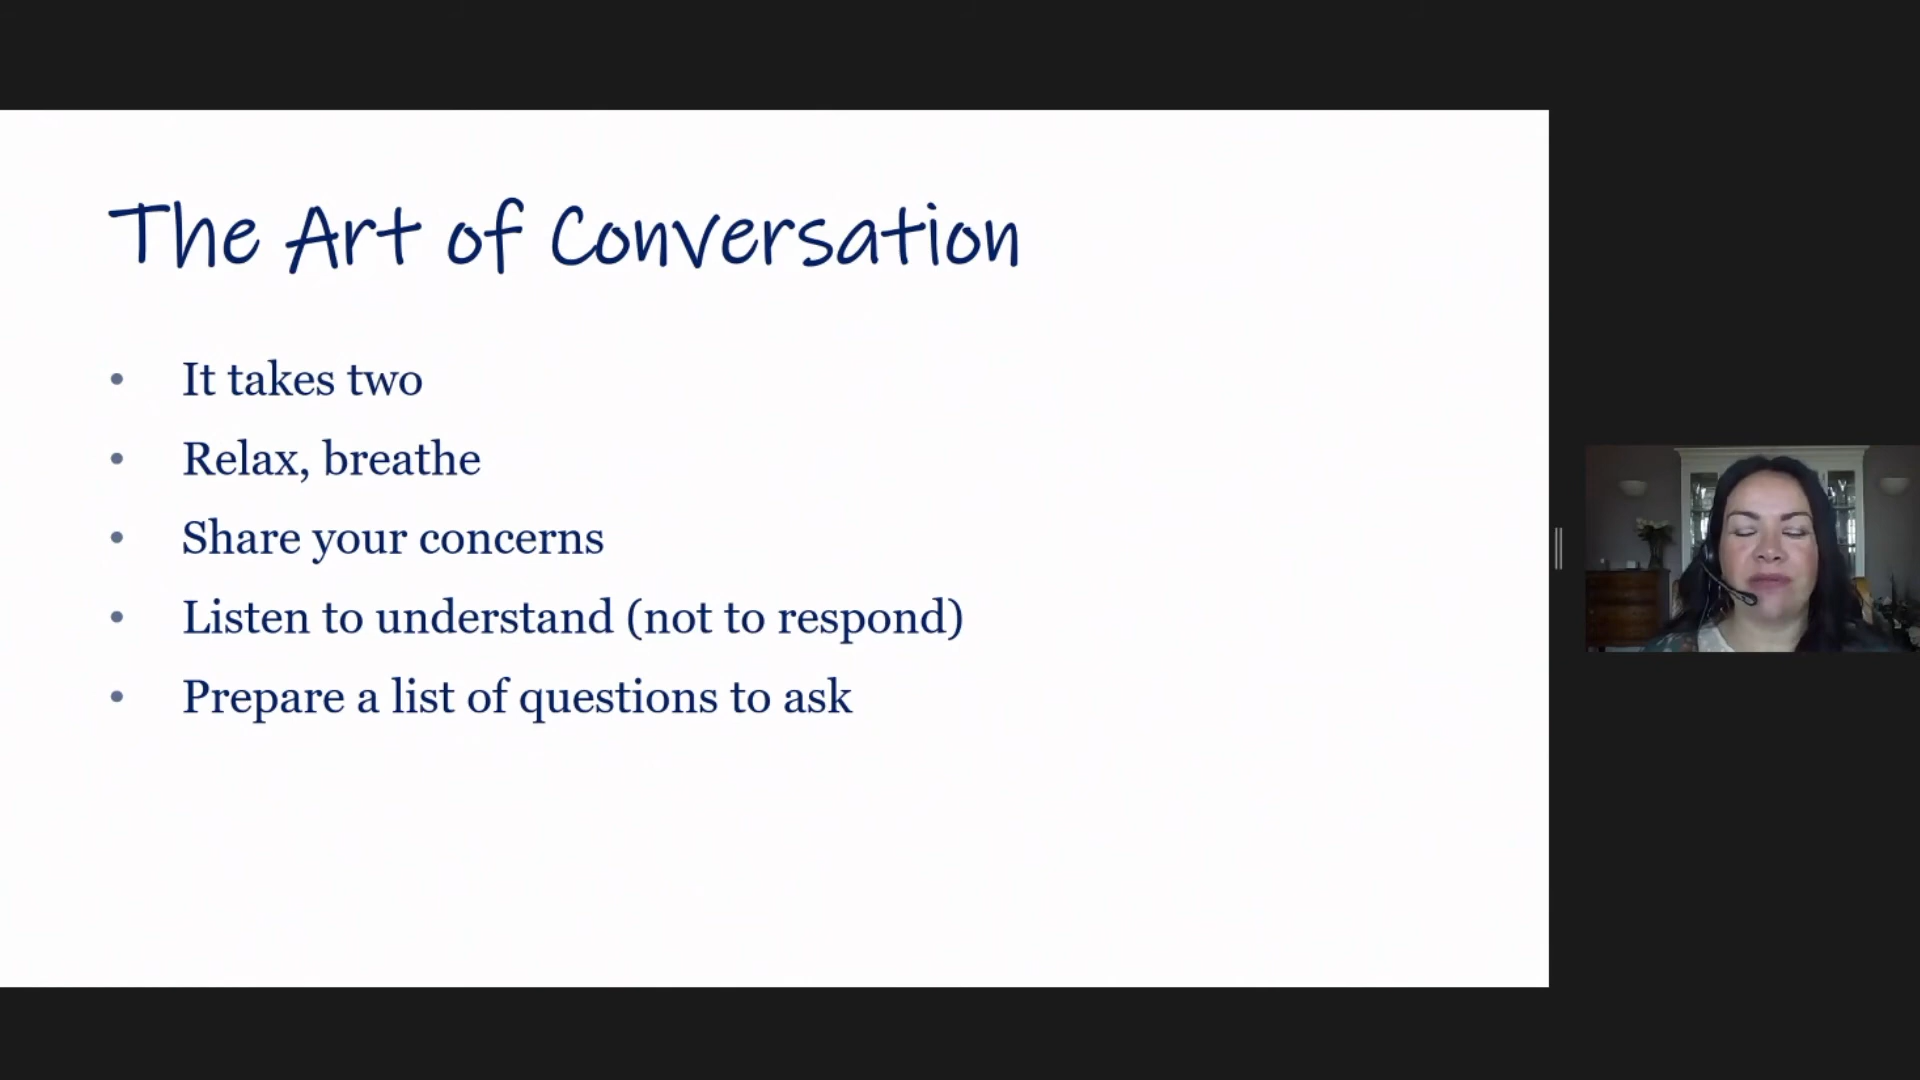 The Art of Conversation
• It takes two
• Relax, breathe
• Share your concerns
• Listen to understand (not to respond)
• Prepare a list of questions to ask